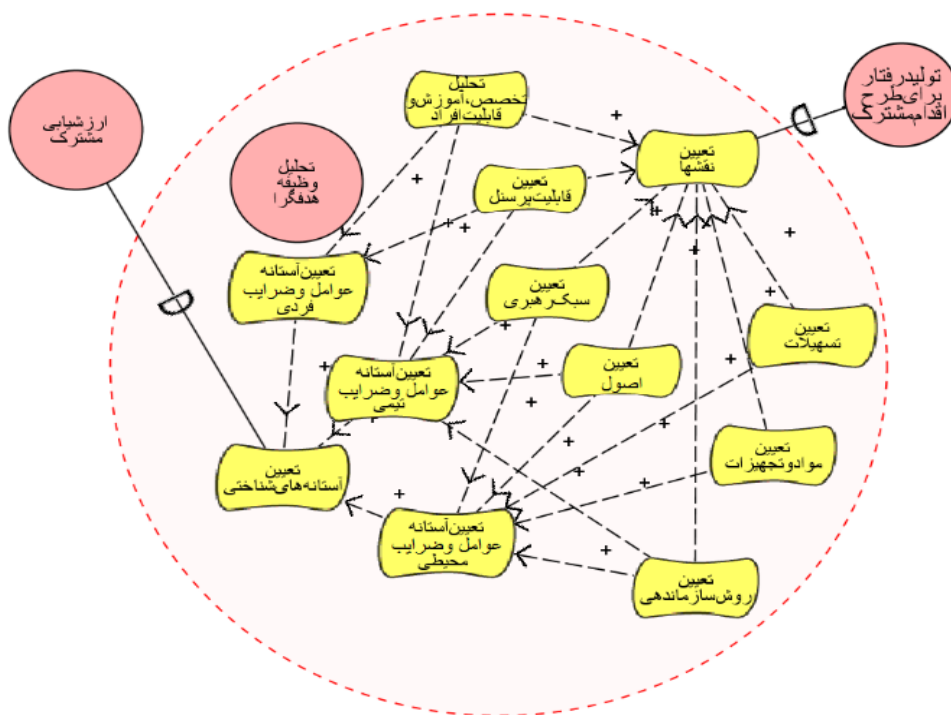 تولیدرفتار
برای‌طرح
اقدام‌مشترک
ارزشیابی
مشترک
تحلیل
تخصص،آموزش‌و
قابلیت‌افراد
تعیین
نقشها
تحلیل
وظیفه
هدفگرا
تعیین
قابلیت‌پرسنل
تعیین‌آستانه
عوامل وضرایب
فردی
تعیین
سبک‌رهبری
تعیین
تسهیلات
تعیین
اصول
تعیین‌آستانه
عوامل وضرایب
تیمی
تعیین
موادوتجهیزات
تعیین
آستانه‌های‌شناختی
تعیین‌آستانه
عوامل وضرایب
محیطی
تعیین
روش‌سازماندهی